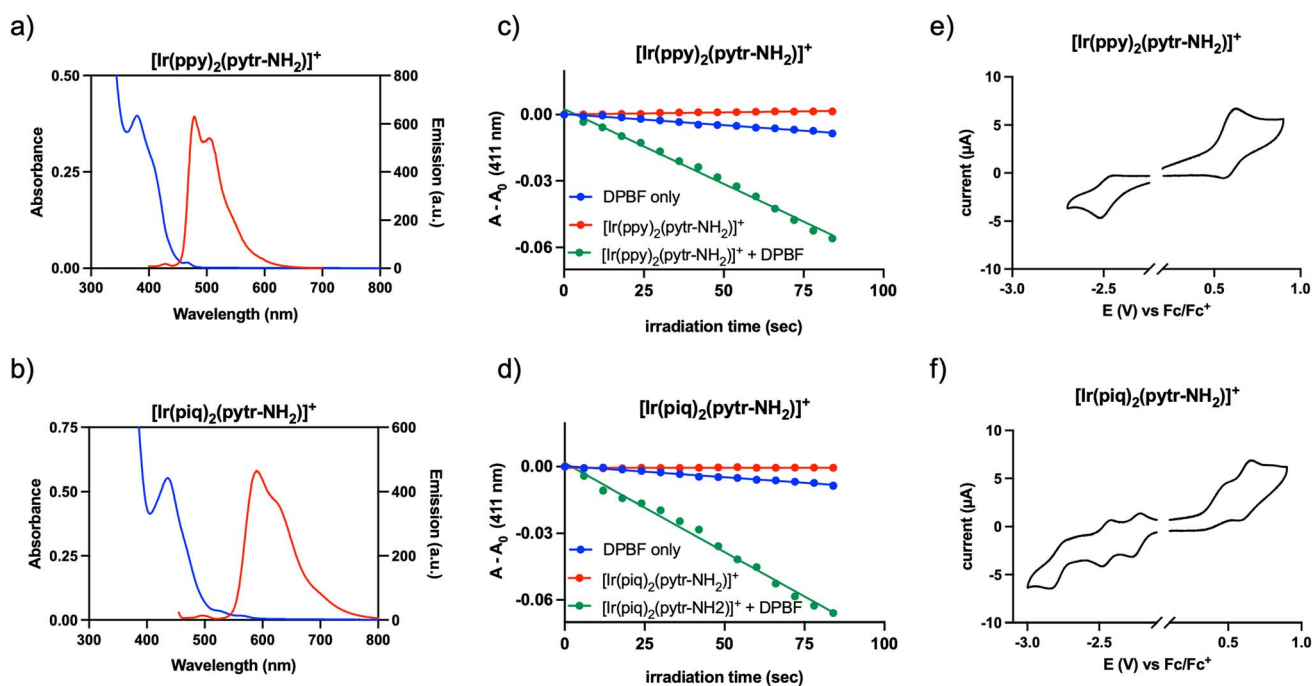 a)
[Ir(ppy)₂(pytr-NH₂)]⁺
0.50
0.25
0.00
Absorbance
800
600
400
200
0
Emission (a.u.)
300 400 500 600 700 800
Wavelength (nm)
c)
[Ir(ppy)₂(pytr-NH₂)]⁺
0.00
-0.03
-0.06
A - A₀ (411 nm)
DPBF only
[Ir(ppy)₂(pytr-NH₂)]⁺
[Ir(ppy)₂(pytr-NH₂)]⁺ + DPBF
0 25 50 75 100
irradiation time (sec)
e)
[Ir(ppy)₂(pytr-NH₂)]⁺
10
5
0
-5
-10
current (µA)
-3.0 -2.5 0.5 1.0
E (V) vs Fc/Fc⁺
b)
[Ir(piq)₂(pytr-NH₂)]⁺
0.75
0.50
0.25
0.00
Absorbance
600
400
200
0
Emission (a.u.)
300 400 500 600 700 800
Wavelength (nm)
d)
[Ir(piq)₂(pytr-NH₂)]⁺
0.00
-0.03
-0.06
A - A₀ (411 nm)
DPBF only
[Ir(piq)₂(pytr-NH₂)]⁺
[Ir(piq)₂(pytr-NH2)]⁺ + DPBF
0 25 50 75 100
irradiation time (sec)
f)
[Ir(piq)₂(pytr-NH₂)]⁺
10
5
0
-5
-10
current (µA)
-3.0 -2.5 0.5 1.0
E (V) vs Fc/Fc⁺